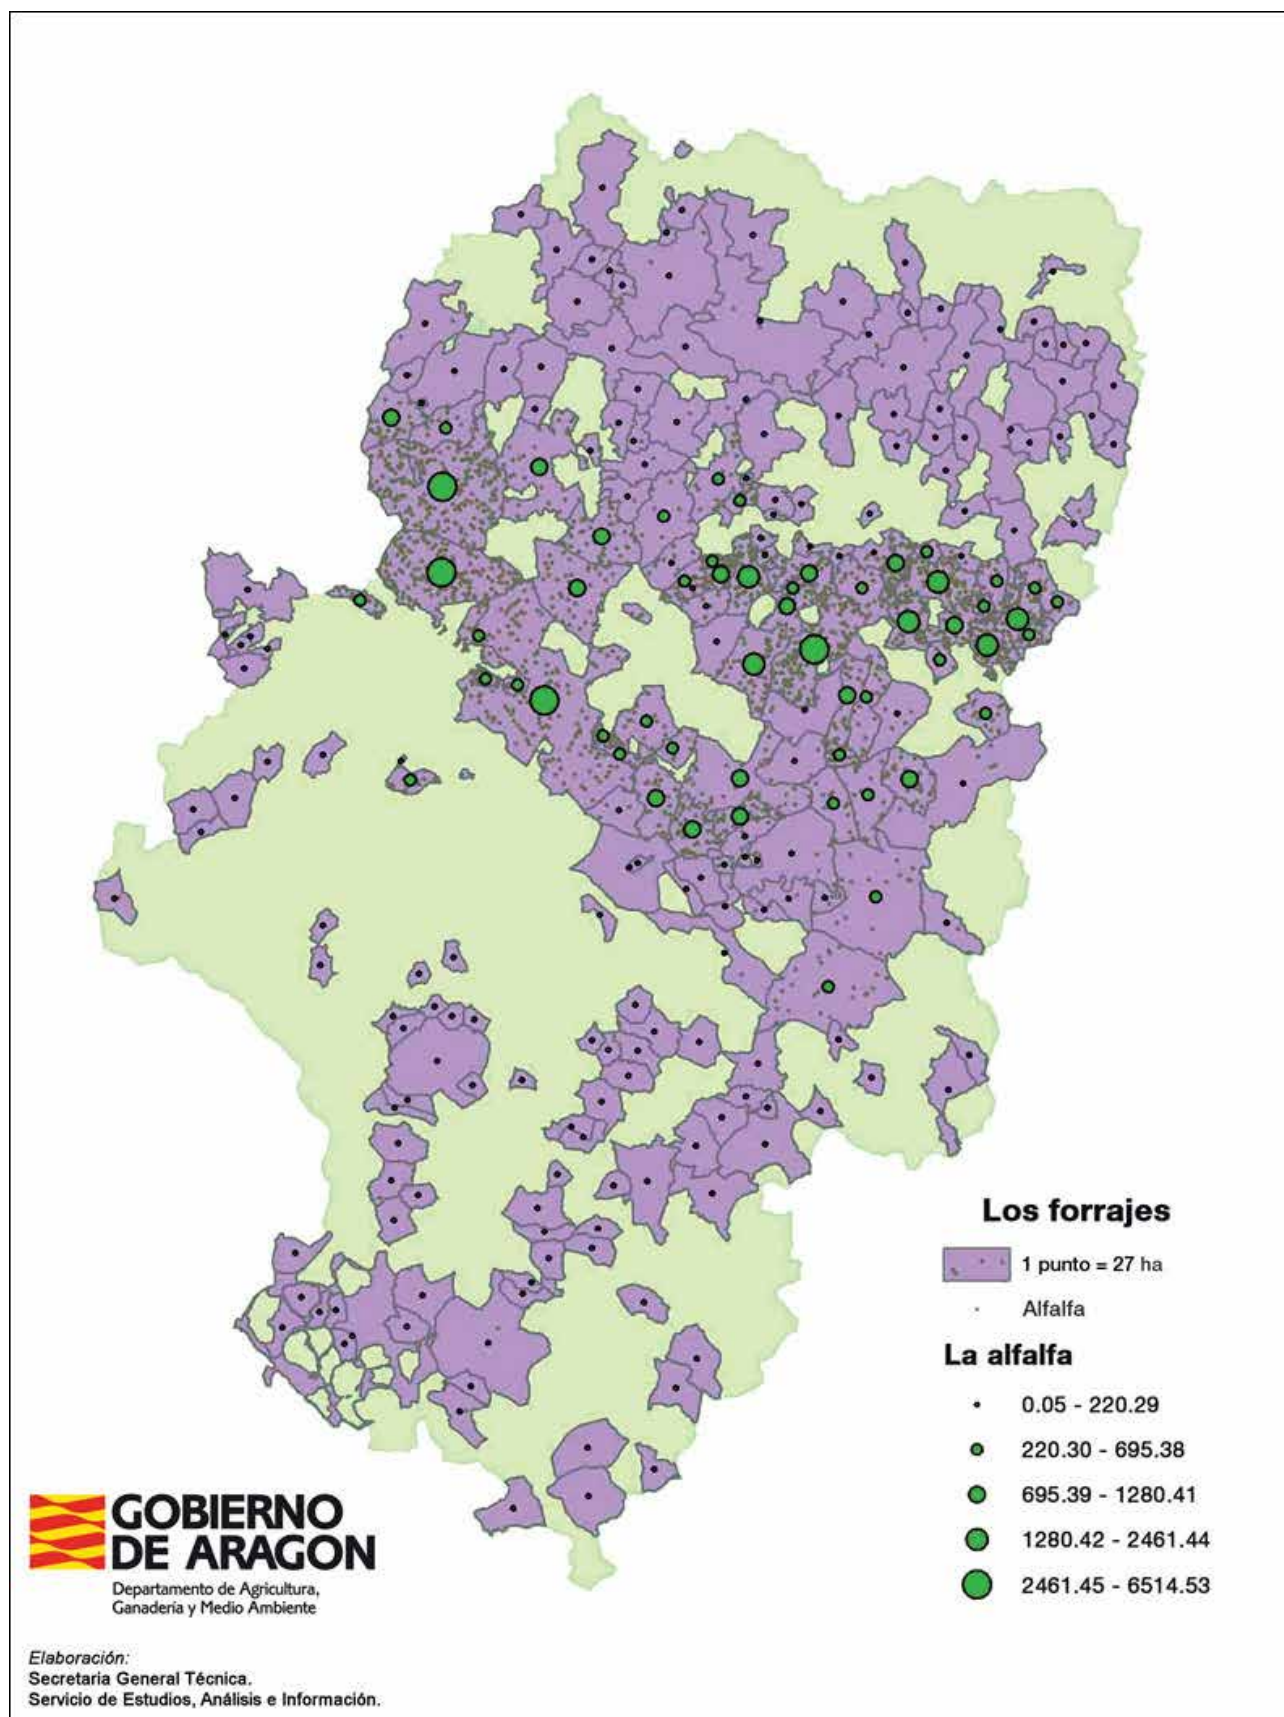 Los forrajes
1 punto = 27 ha
Alfalfa
La alfalfa
0.05 - 220.29
220.30 - 695.38
695.39 - 1280.41
1280.42 - 2461.44
2461.45 - 6514.53
GOBIERNO
DE ARAGON
Departamento de Agricultura,
Ganadería y Medio Ambiente
Elaboración:
Secretaria General Técnica.
Servicio de Estudios, Análisis e Información.